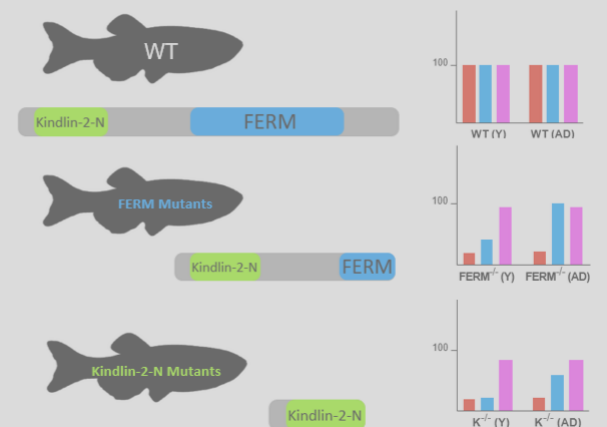 WT
Kindlin-2-N
FERM
100
WT (Y)
WT (AD)
FERM Mutants
Kindlin-2-N
FERM
100
FERM-/- (Y)
FERM-/- (AD)
Kindlin-2-N Mutants
Kindlin-2-N
100
K-/- (Y)
K-/- (AD)